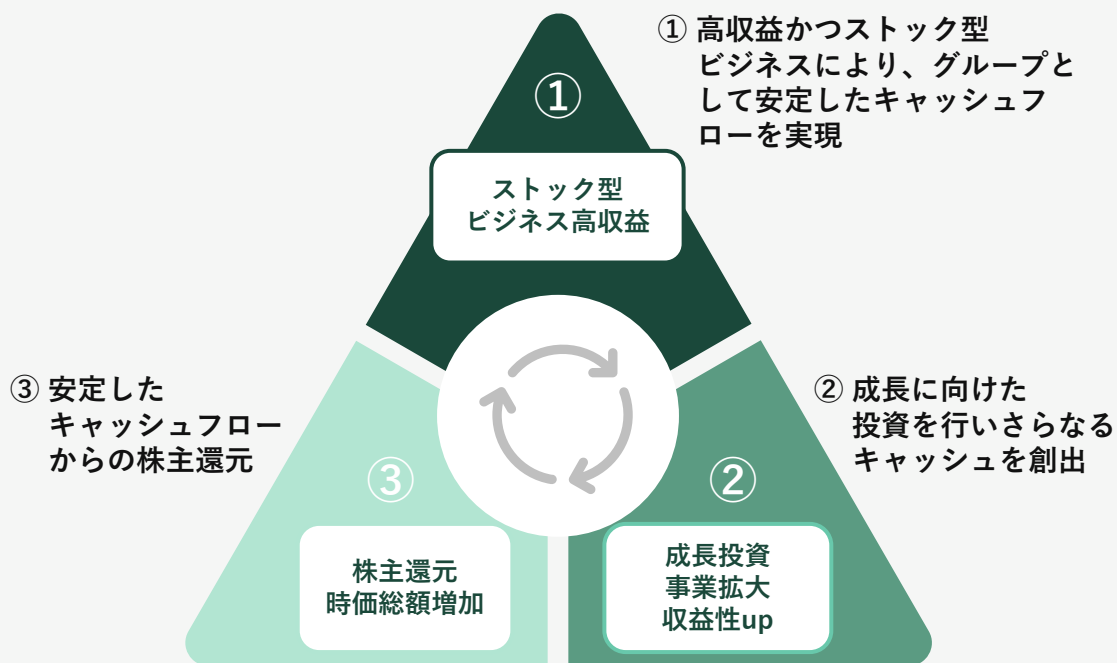 ① 高収益かつストック型
ビジネスにより、グループと
して安定したキャッシュフ
ローを実現
①
ストック型
ビジネス高収益
③ 安定した
キャッシュフロー
からの株主還元
② 成長に向けた
投資を行いさらなる
キャッシュを創出
③
株主還元
時価総額増加
②
成長投資
事業拡大
収益性up